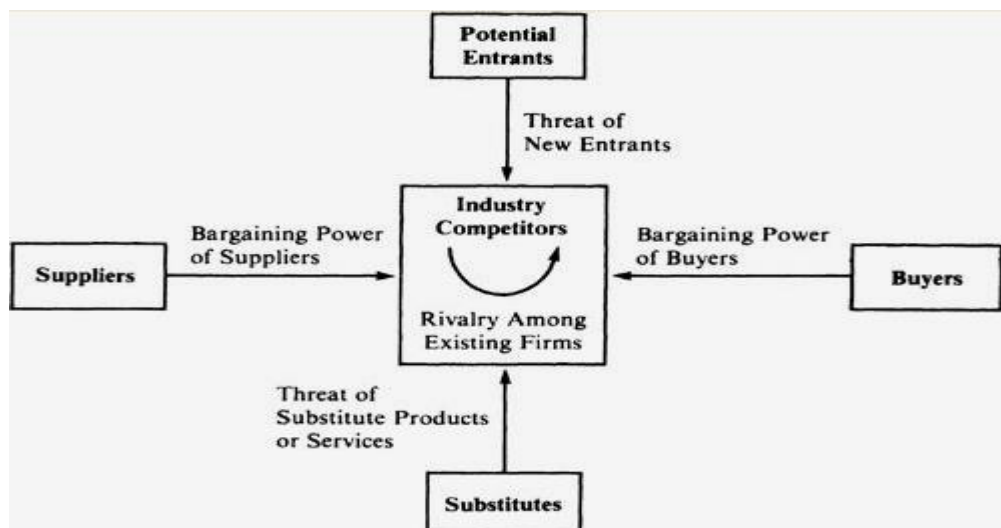 Potential
Entrants
Threat of
New Entrants
Industry
Competitors
Bargaining Power
of Suppliers
Bargaining Power
of Buyers
Suppliers
Buyers
Rivalry Among
Existing Firms
Threat of
Substitute Products
or Services
Substitutes